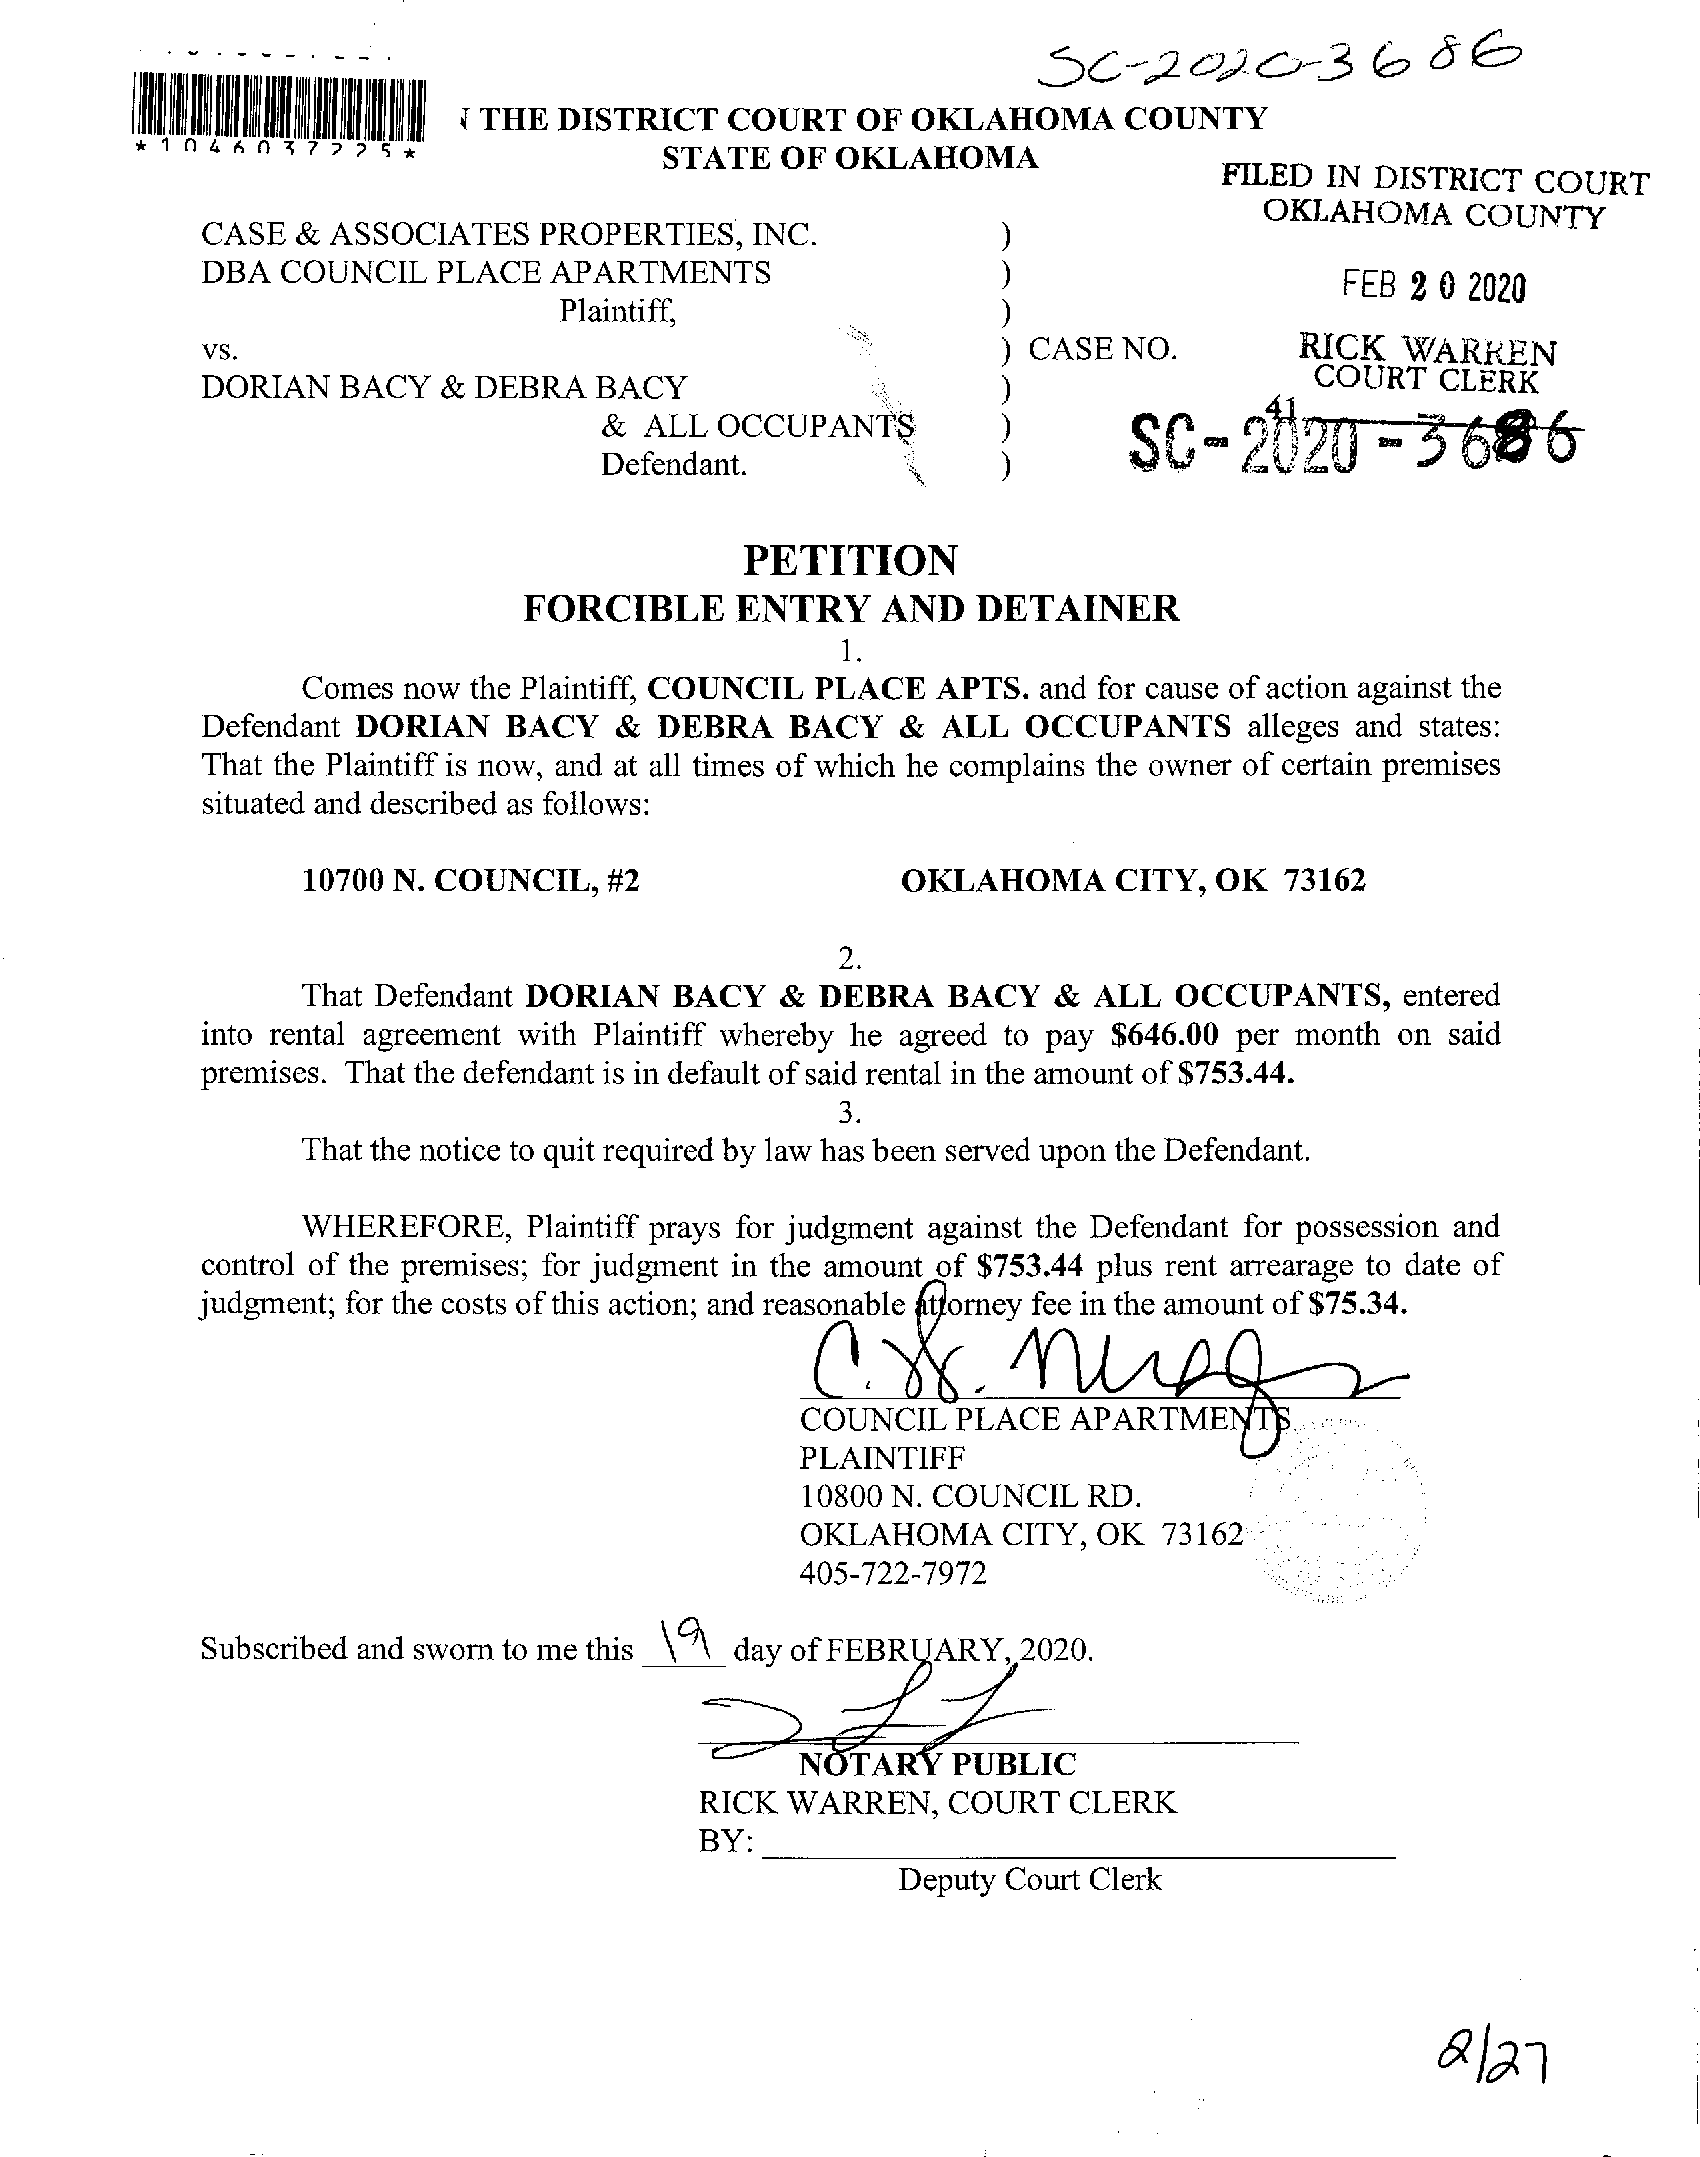 SC-2020-3686
THE DISTRICT COURT OF OKLAHOMA COUNTY
*1046037225*
STATE OF OKLAHOMA
FILED IN DISTRICT COURT
OKLAHOMA COUNTY
CASE & ASSOCIATES PROPERTIES, INC. )
DBA COUNCIL PLACE APARTMENTS )
FEB 20 2020
Plaintiff, )
vs. ) CASE NO.
RICK WARREN
COURT CLERK
DORIAN BACY & DEBRA BACY )
41
& ALL OCCUPANTS )
SC-2020-3686
Defendant. )
PETITION
FORCIBLE ENTRY AND DETAINER
1.
Comes now the Plaintiff, COUNCIL PLACE APTS. and for cause of action against the
Defendant DORIAN BACY & DEBRA BACY & ALL OCCUPANTS alleges and states:
That the Plaintiff is now, and at all times of which he complains the owner of certain premises
situated and described as follows:
10700 N. COUNCIL, #2 OKLAHOMA CITY, OK 73162
2.
That Defendant DORIAN BACY & DEBRA BACY & ALL OCCUPANTS, entered
into rental agreement with Plaintiff whereby he agreed to pay $646.00 per month on said
premises. That the defendant is in default of said rental in the amount of $753.44.
3.
That the notice to quit required by law has been served upon the Defendant.
WHEREFORE, Plaintiff prays for judgment against the Defendant for possession and
control of the premises; for judgment in the amount of $753.44 plus rent arrearage to date of
judgment; for the costs of this action; and reasonable attorney fee in the amount of $75.34.
COUNCIL PLACE APARTMENTS
PLAINTIFF
10800 N. COUNCIL RD.
OKLAHOMA CITY, OK 73162
405-722-7972
Subscribed and sworn to me this 19 day of FEBRUARY, 2020.
NOTARY PUBLIC
RICK WARREN, COURT CLERK
BY:
Deputy Court Clerk
2/27